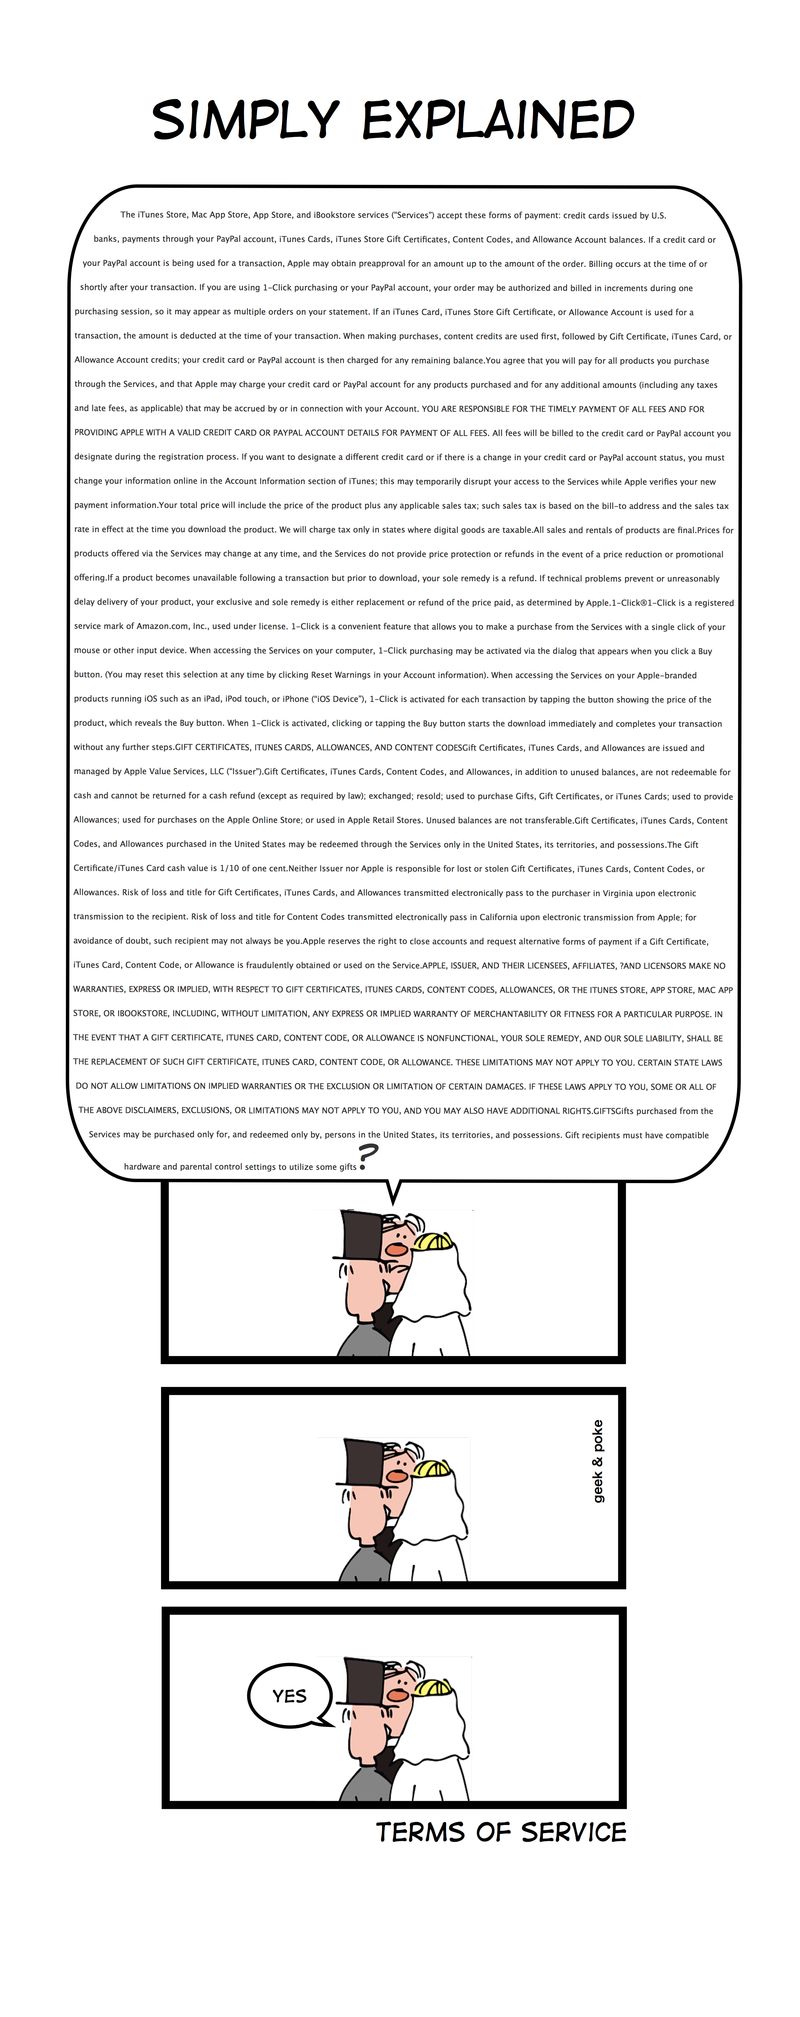 SIMPLY EXPLAINED
The iTunes Store, Mac App Store, App Store, and iBookstore services ("Services") accept these forms of payment: credit cards issued by U.S.
banks, payments through your PayPal account, iTunes Cards, iTunes Store Gift Certificates, Content Codes, and Allowance Account balances. If a credit card or
your PayPal account is being used for a transaction, Apple may obtain preapproval for an amount up to the amount of the order. Billing occurs at the time of or
shortly after your transaction. If you are using 1-Click purchasing or your PayPal account, your order may be authorized and billed in increments during one
purchasing session, so it may appear as multiple orders on your statement. If an iTunes Card, iTunes Store Gift Certificate, or Allowance Account is used for a
transaction, the amount is deducted at the time of your transaction. When making purchases, content credits are used first, followed by Gift Certificate, iTunes Card, or
Allowance Account credits; your credit card or PayPal account is then charged for any remaining balance.You agree that you will pay for all products you purchase
through the Services, and that Apple may charge your credit card or PayPal account for any products purchased and for any additional amounts (including any taxes
and late fees, as applicable) that may be accrued by or in connection with your Account. YOU ARE RESPONSIBLE FOR THE TIMELY PAYMENT OF ALL FEES AND FOR
PROVIDING APPLE WITH A VALID CREDIT CARD OR PAYPAL ACCOUNT DETAILS FOR PAYMENT OF ALL FEES. All fees will be billed to the credit card or PayPal account you
designate during the registration process. If you want to designate a different credit card or if there is a change in your credit card or PayPal account status, you must
change your information online in the Account Information section of iTunes; this may temporarily disrupt your access to the Services while Apple verifies your new
payment information.Your total price will include the price of the product plus any applicable sales tax; such sales tax is based on the bill-to address and the sales tax
rate in effect at the time you download the product. We will charge tax only in states where digital goods are taxable.All sales and rentals of products are final.Prices for
products offered via the Services may change at any time, and the Services do not provide price protection or refunds in the event of a price reduction or promotional
offering.If a product becomes unavailable following a transaction but prior to download, your sole remedy is a refund. If technical problems prevent or unreasonably
delay delivery of your product, your exclusive and sole remedy is either replacement or refund of the price paid, as determined by Apple.1-Click®1-Click is a registered
service mark of Amazon.com, Inc., used under license. 1-Click is a convenient feature that allows you to make a purchase from the Services with a single click of your
mouse or other input device. When accessing the Services on your computer, 1-Click purchasing may be activated via the dialog that appears when you click a Buy
button. (You may reset this selection at any time by clicking Reset Warnings in your Account information). When accessing the Services on your Apple-branded
products running iOS such as an iPad, iPod touch, or iPhone ("iOS Device"), 1-Click is activated for each transaction by tapping the button showing the price of the
product, which reveals the Buy button. When 1-Click is activated, clicking or tapping the Buy button starts the download immediately and completes your transaction
without any further steps.GIFT CERTIFICATES, ITUNES CARDS, ALLOWANCES, AND CONTENT CODESGift Certificates, iTunes Cards, and Allowances are issued and
managed by Apple Value Services, LLC ("Issuer").Gift Certificates, iTunes Cards, Content Codes, and Allowances, in addition to unused balances, are not redeemable for
cash and cannot be returned for a cash refund (except as required by law); exchanged; resold; used to purchase Gifts, Gift Certificates, or iTunes Cards; used to provide
Allowances; used for purchases on the Apple Online Store; or used in Apple Retail Stores. Unused balances are not transferable.Gift Certificates, iTunes Cards, Content
Codes, and Allowances purchased in the United States may be redeemed through the Services only in the United States, its territories, and possessions.The Gift
Certificate/iTunes Card cash value is 1/10 of one cent.Neither Issuer nor Apple is responsible for lost or stolen Gift Certificates, iTunes Cards, Content Codes, or
Allowances. Risk of loss and title for Gift Certificates, iTunes Cards, and Allowances transmitted electronically pass to the purchaser in Virginia upon electronic
transmission to the recipient. Risk of loss and title for Content Codes transmitted electronically pass in California upon electronic transmission from Apple; for
avoidance of doubt, such recipient may not always be you.Apple reserves the right to close accounts and request alternative forms of payment if a Gift Certificate,
iTunes Card, Content Code, or Allowance is fraudulently obtained or used on the Service.APPLE, ISSUER, AND THEIR LICENSEES, AFFILIATES, ?AND LICENSORS MAKE NO
WARRANTIES, EXPRESS OR IMPLIED, WITH RESPECT TO GIFT CERTIFICATES, ITUNES CARDS, CONTENT CODES, ALLOWANCES, OR THE ITUNES STORE, APP STORE, MAC APP
STORE, OR IBOOKSTORE, INCLUDING, WITHOUT LIMITATION, ANY EXPRESS OR IMPLIED WARRANTY OF MERCHANTABILITY OR FITNESS FOR A PARTICULAR PURPOSE. IN
THE EVENT THAT A GIFT CERTIFICATE, ITUNES CARD, CONTENT CODE, OR ALLOWANCE IS NONFUNCTIONAL, YOUR SOLE REMEDY, AND OUR SOLE LIABILITY, SHALL BE
THE REPLACEMENT OF SUCH GIFT CERTIFICATE, ITUNES CARD, CONTENT CODE, OR ALLOWANCE. THESE LIMITATIONS MAY NOT APPLY TO YOU. CERTAIN STATE LAWS
DO NOT ALLOW LIMITATIONS ON IMPLIED WARRANTIES OR THE EXCLUSION OR LIMITATION OF CERTAIN DAMAGES. IF THESE LAWS APPLY TO YOU, SOME OR ALL OF
THE ABOVE DISCLAIMERS, EXCLUSIONS, OR LIMITATIONS MAY NOT APPLY TO YOU, AND YOU MAY ALSO HAVE ADDITIONAL RIGHTS.GIFTSGifts purchased from the
Services may be purchased only for, and redeemed only by, persons in the United States, its territories, and possessions. Gift recipients must have compatible
hardware and parental control settings to utilize some gifts ?
geek & poke
YES
TERMS OF SERVICE